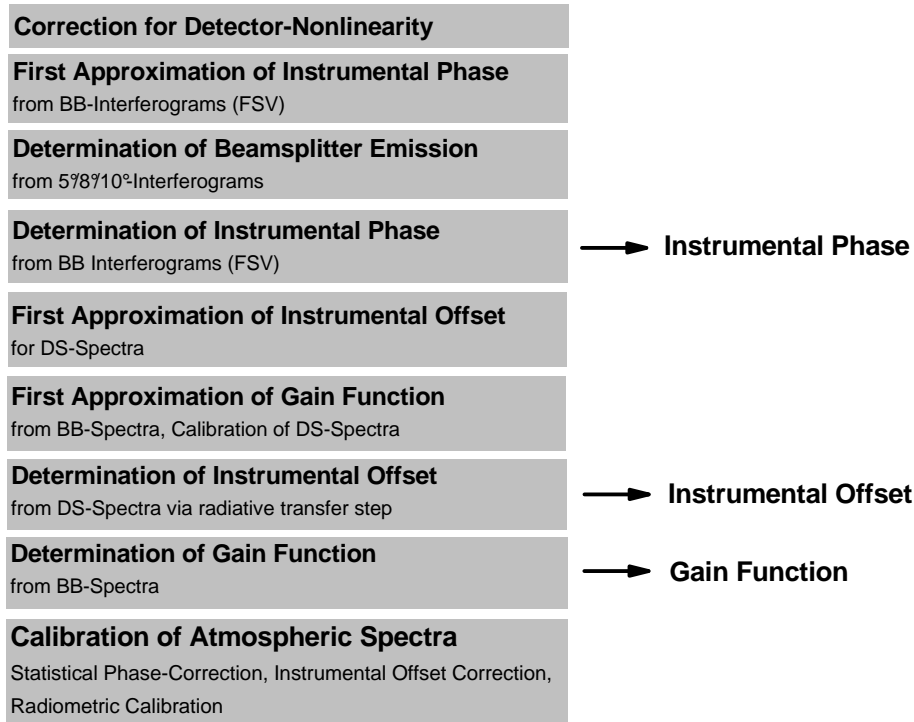 Correction for Detector-Nonlinearity
First Approximation of Instrumental Phase
from BB-Interferograms (FSV)
Determination of Beamsplitter Emission
from 5°/8°/10°-Interferograms
Determination of Instrumental Phase
from BB Interferograms (FSV)
Instrumental Phase
First Approximation of Instrumental Offset
for DS-Spectra
First Approximation of Gain Function
from BB-Spectra, Calibration of DS-Spectra
Determination of Instrumental Offset
from DS-Spectra via radiative transfer step
Instrumental Offset
Determination of Gain Function
from BB-Spectra
Gain Function
Calibration of Atmospheric Spectra
Statistical Phase-Correction, Instrumental Offset Correction,
Radiometric Calibration